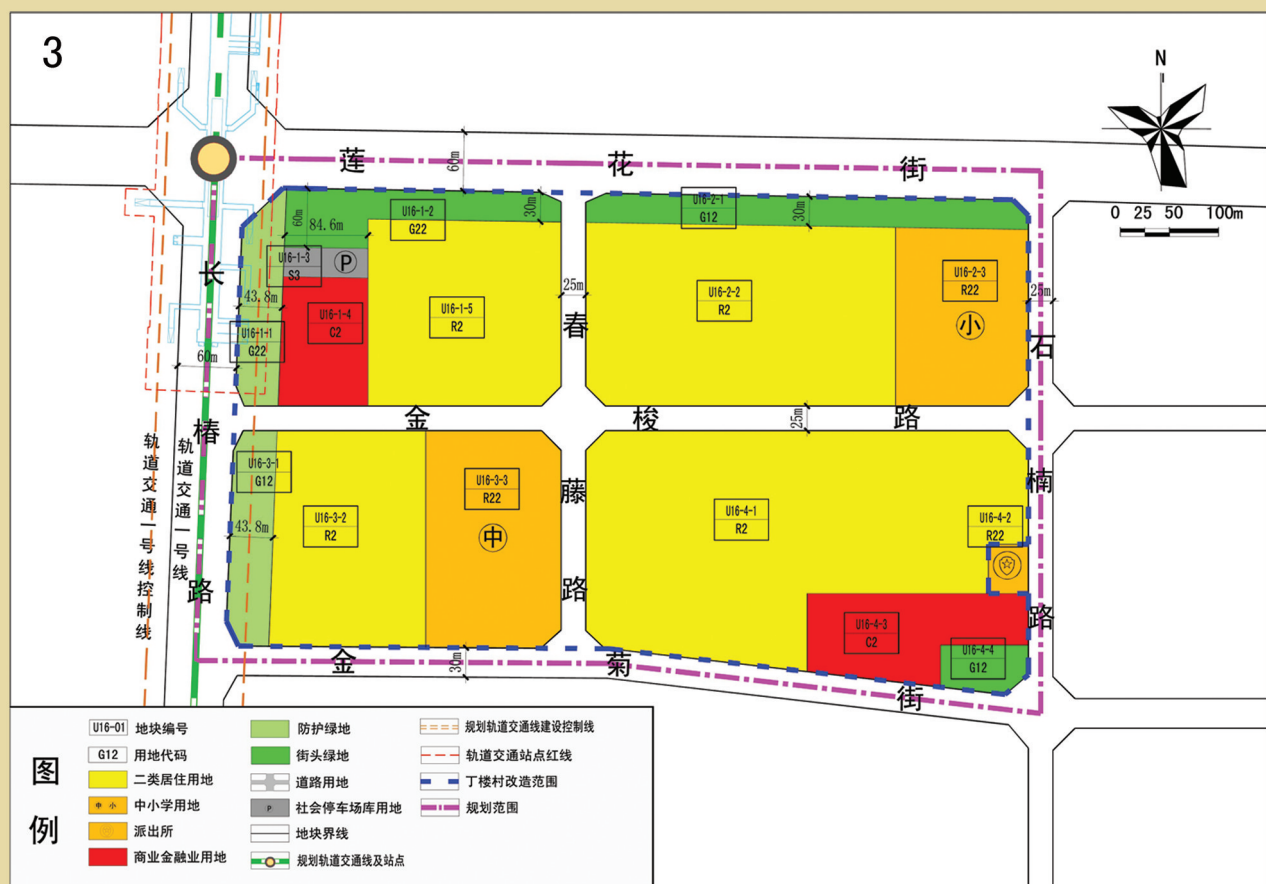 3
N
0 25 50 100m
莲花街
60m
U16-1-2
G22
30m
U16-2-1
G12
30m
60m
84.6m
U16-1-3
S3
P
43.8m
U16-1-4
C2
U16-1-5
R2
U16-1-1
G22
60m
25m
U16-2-2
R2
U16-2-3
R22
小
25m
长椿路
春藤路
石楠路
金梭路
25m
U16-3-1
G12
43.8m
U16-3-2
R2
U16-3-3
R22
中
U16-4-1
R2
U16-4-2
R22
U16-4-3
C2
U16-4-4
G12
轨道交通一号线控制线
轨道交通一号线
30m
金菊街
图例
U16-01 地块编号
G12 用地代码
二类居住用地
中 小 中小学用地
派出所
商业金融业用地
防护绿地
街头绿地
道路用地
P 社会停车场库用地
地块界线
规划轨道交通线及站点
规划轨道交通线建设控制线
轨道交通站点红线
丁楼村改造范围
规划范围